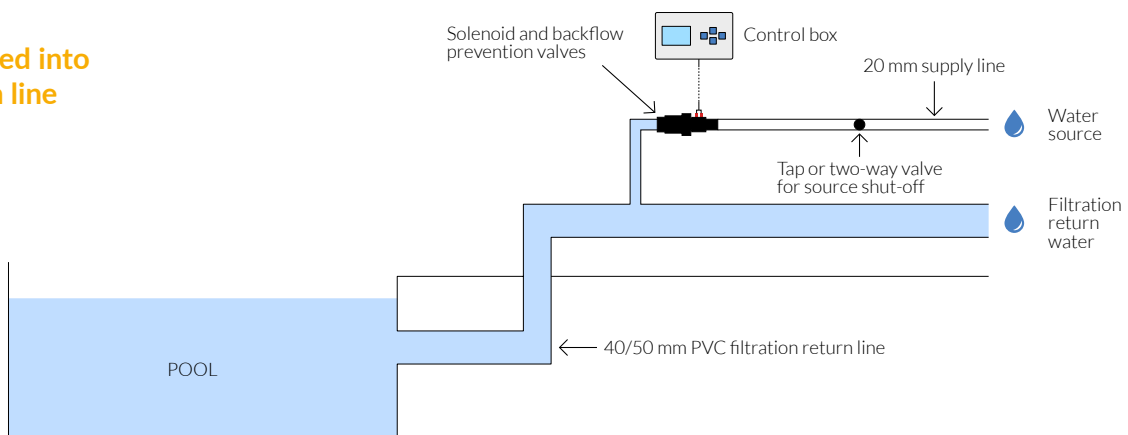 ed into
line
Solenoid and backflow
prevention valves
Control box
20 mm supply line
Water
source
Tap or two-way valve
for source shut-off
Filtration
return
water
40/50 mm PVC filtration return line
POOL